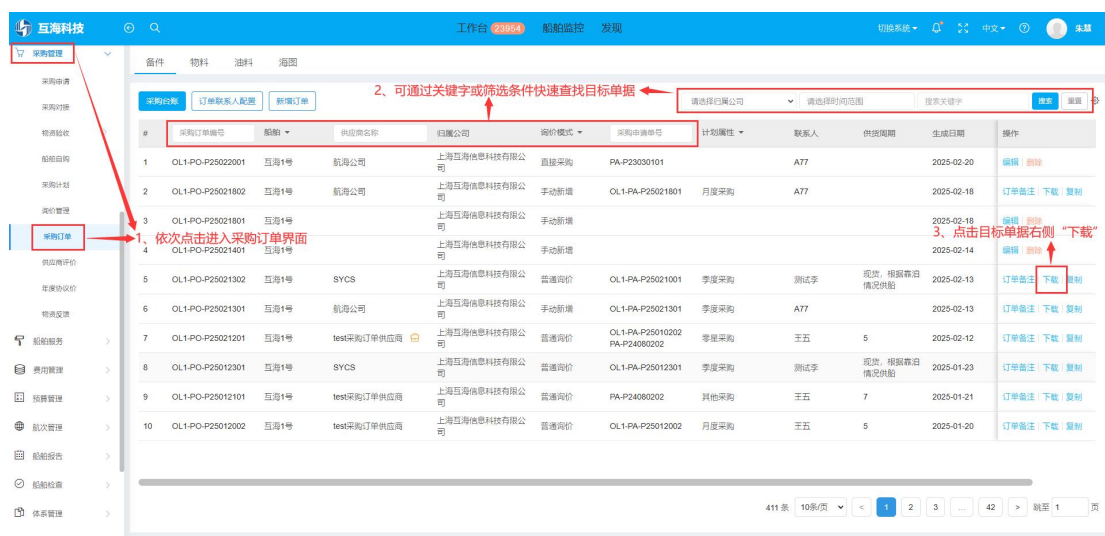 互海科技 工作台 23954 船舶监控 发现 切换系统 中文 朱慧
采购管理
采购申请
采购对接
物资验收
船舶自购
采购计划
询价管理
采购订单
供应商评价
年度协议价
物资反馈
船舶服务
费用管理
预算管理
航次管理
船舶报告
船舶检查
体系管理
备件 物料 油料 海图
采购台账 订单联系人配置 新增订单 2、可通过关键字或筛选条件快速查找目标单据 请选择归属公司 请选择时间范围 搜索关键字 搜索 重置
# 采购订单编号 船舶 供应商名称 归属公司 询价模式 采购申请单号 计划属性 联系人 供货周期 生成日期 操作
1 OL1-PO-P25022001 互海1号 航海公司 上海互海信息科技有限公司 直接采购 PA-P23030101 A77 2025-02-20 编辑 删除
2 OL1-PO-P25021802 互海1号 航海公司 上海互海信息科技有限公司 手动新增 OL1-PA-P25021801 月度采购 A77 2025-02-18 订单备注 下载 复制
3 OL1-PO-P25021801 互海1号 上海互海信息科技有限公司 手动新增 2025-02-18 编辑 删除
1、依次点击进入采购订单界面 3、点击目标单据右侧“下载”
4 OL1-PO-P25021401 互海1号 上海互海信息科技有限公司 手动新增 2025-02-14 编辑 删除
5 OL1-PO-P25021302 互海1号 SYCS 上海互海信息科技有限公司 普通询价 OL1-PA-P25021001 季度采购 测试李 现货，根据靠泊情况供船 2025-02-13 订单备注 下载 复制
6 OL1-PO-P25021301 互海1号 航海公司 上海互海信息科技有限公司 手动新增 OL1-PA-P25021301 季度采购 A77 2025-02-13 订单备注 下载 复制
7 OL1-PO-P25021201 互海1号 test采购订单供应商 上海互海信息科技有限公司 普通询价 OL1-PA-P25010202 PA-P24080202 零星采购 王五 5 2025-02-12 订单备注 下载 复制
8 OL1-PO-P25012301 互海1号 SYCS 上海互海信息科技有限公司 普通询价 OL1-PA-P25012301 季度采购 测试李 现货，根据靠泊情况供船 2025-01-23 订单备注 下载 复制
9 OL1-PO-P25012101 互海1号 test采购订单供应商 上海互海信息科技有限公司 普通询价 PA-P24080202 其他采购 王五 7 2025-01-21 订单备注 下载 复制
10 OL1-PO-P25012002 互海1号 test采购订单供应商 上海互海信息科技有限公司 普通询价 OL1-PA-P25012002 月度采购 王五 5 2025-01-20 订单备注 下载 复制
411 条 10条/页 < 1 2 3 ... 42 > 跳至 1 页